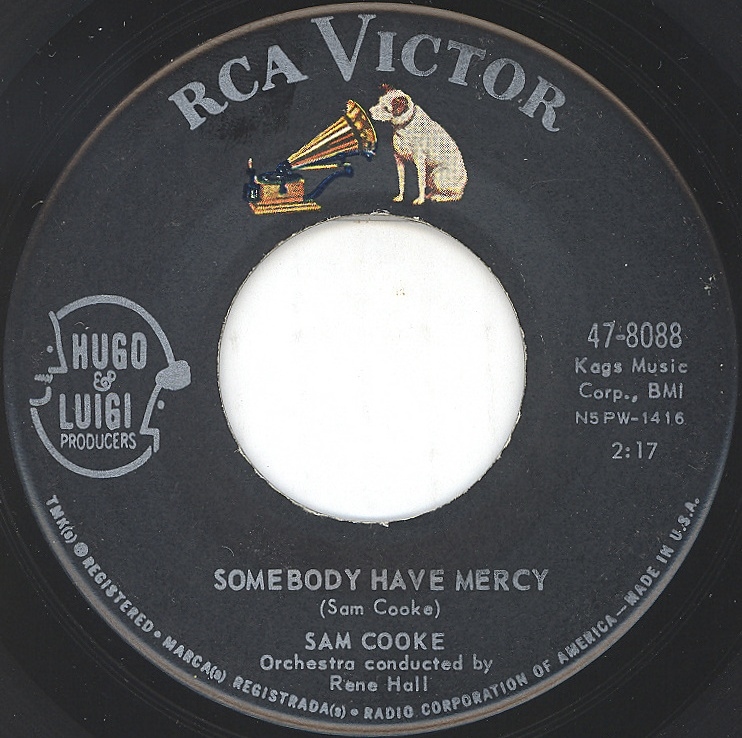 RCA VICTOR
HUGO
&
LUIGI
PRODUCERS
47-8088
Kags Music
Corp., BMI
N5PW-1416
2:17
SOMEBODY HAVE MERCY
(Sam Cooke)
SAM COOKE
Orchestra conducted by
Rene Hall
TMK(s) ® REGISTERED • MARCA(s) REGISTRADA(s) • RADIO CORPORATION OF AMERICA—MADE IN U.S.A.